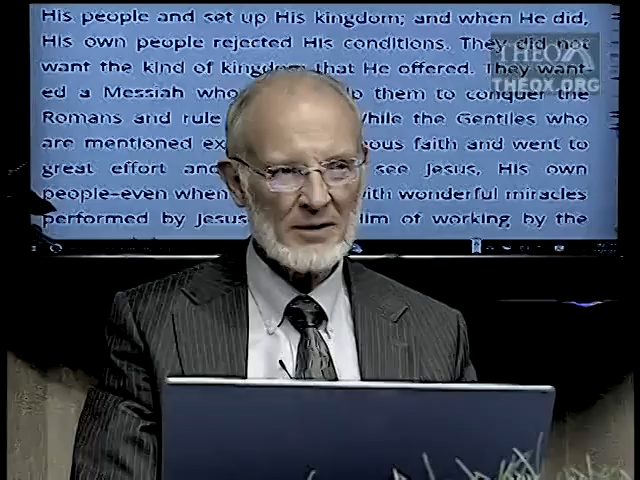 His people and set up His kingdom; and when He did,
His own people rejected His conditions. They did not
want the kind of kingdom that He offered. They want-
ed a Messiah who them to conquer the
Romans and rule While the Gentiles who
are mentioned faith and went to
great effort and see Jesus, His own
people–even when with wonderful miracles
performed by Jesus of working by the
THEOX
THEOX.ORG